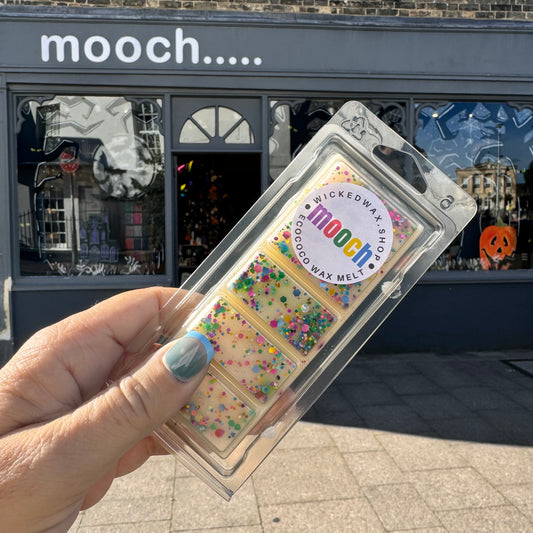 mooch.....
WICKEDWAX.SHOP
mooch.
ECOCOCO WAX MELT